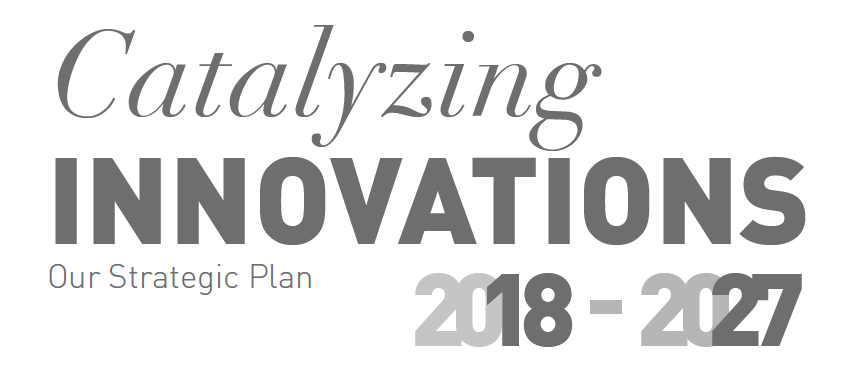 Catalyzing
INNOVATIONS
Our Strategic Plan
2018 - 2027